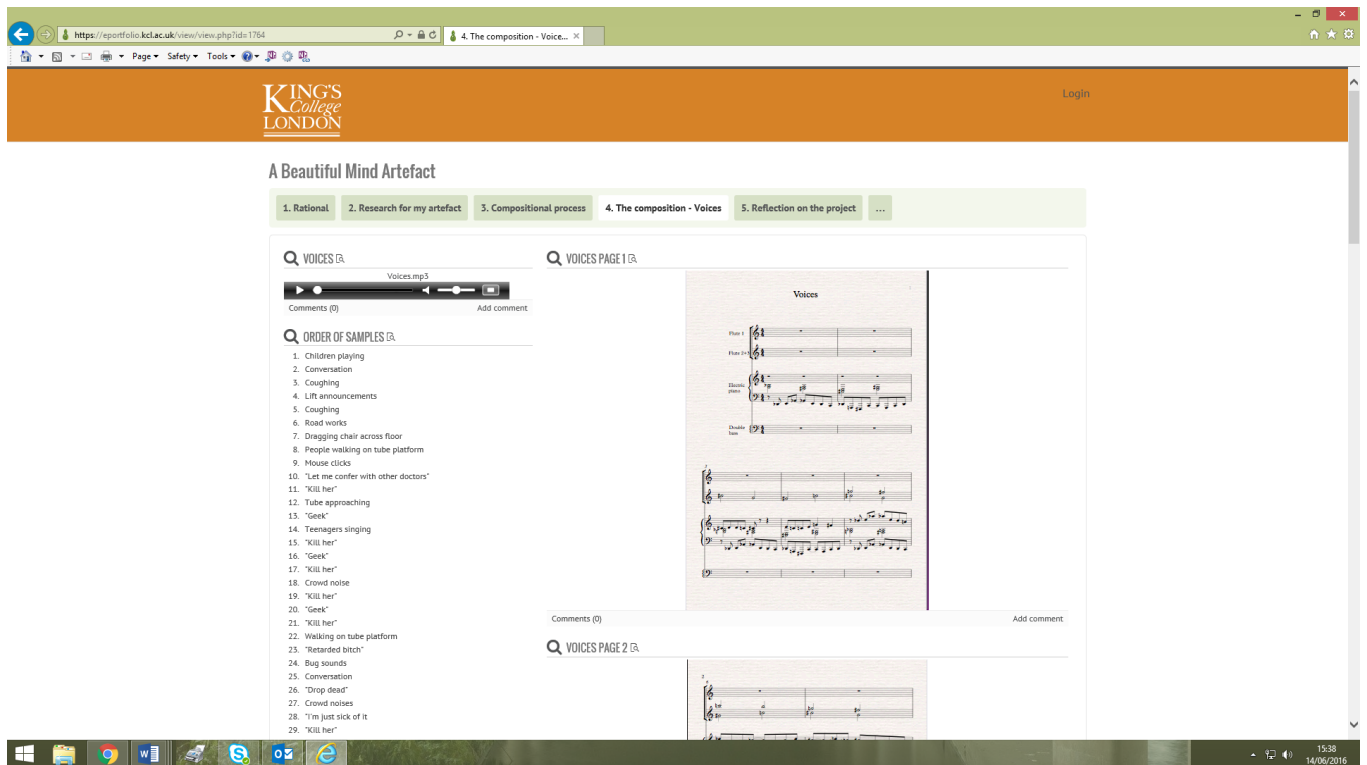 https://eportfolio.kcl.ac.uk/view/view.php?id=1764
4. The composition - Voice...
Page
Safety
Tools
KING'S
College
LONDON
Login
A Beautiful Mind Artefact
1. Rational
2. Research for my artefact
3. Compositional process
4. The composition - Voices
5. Reflection on the project
...
VOICES
Voices.mp3
Comments (0)
Add comment
ORDER OF SAMPLES
1. Children playing
2. Conversation
3. Coughing
4. Lift announcements
5. Coughing
6. Road works
7. Dragging chair across floor
8. People walking on tube platform
9. Mouse clicks
10. "Let me confer with other doctors"
11. "Kill her"
12. Tube approaching
13. "Geek"
14. Teenagers singing
15. "Kill her"
16. "Geek"
17. "Kill her"
18. Crowd noise
19. "Kill her"
20. "Geek"
21. "Kill her"
22. Walking on tube platform
23. "Retarded bitch"
24. Bug sounds
25. Conversation
26. "Drop dead"
27. Crowd noises
28. "I'm just sick of it
29. "Kill her"
VOICES PAGE 1
Voices
Flute 1
Flute 2+3
Electric
piano
Double
bass
Comments (0)
Add comment
VOICES PAGE 2
15:38
14/06/2016